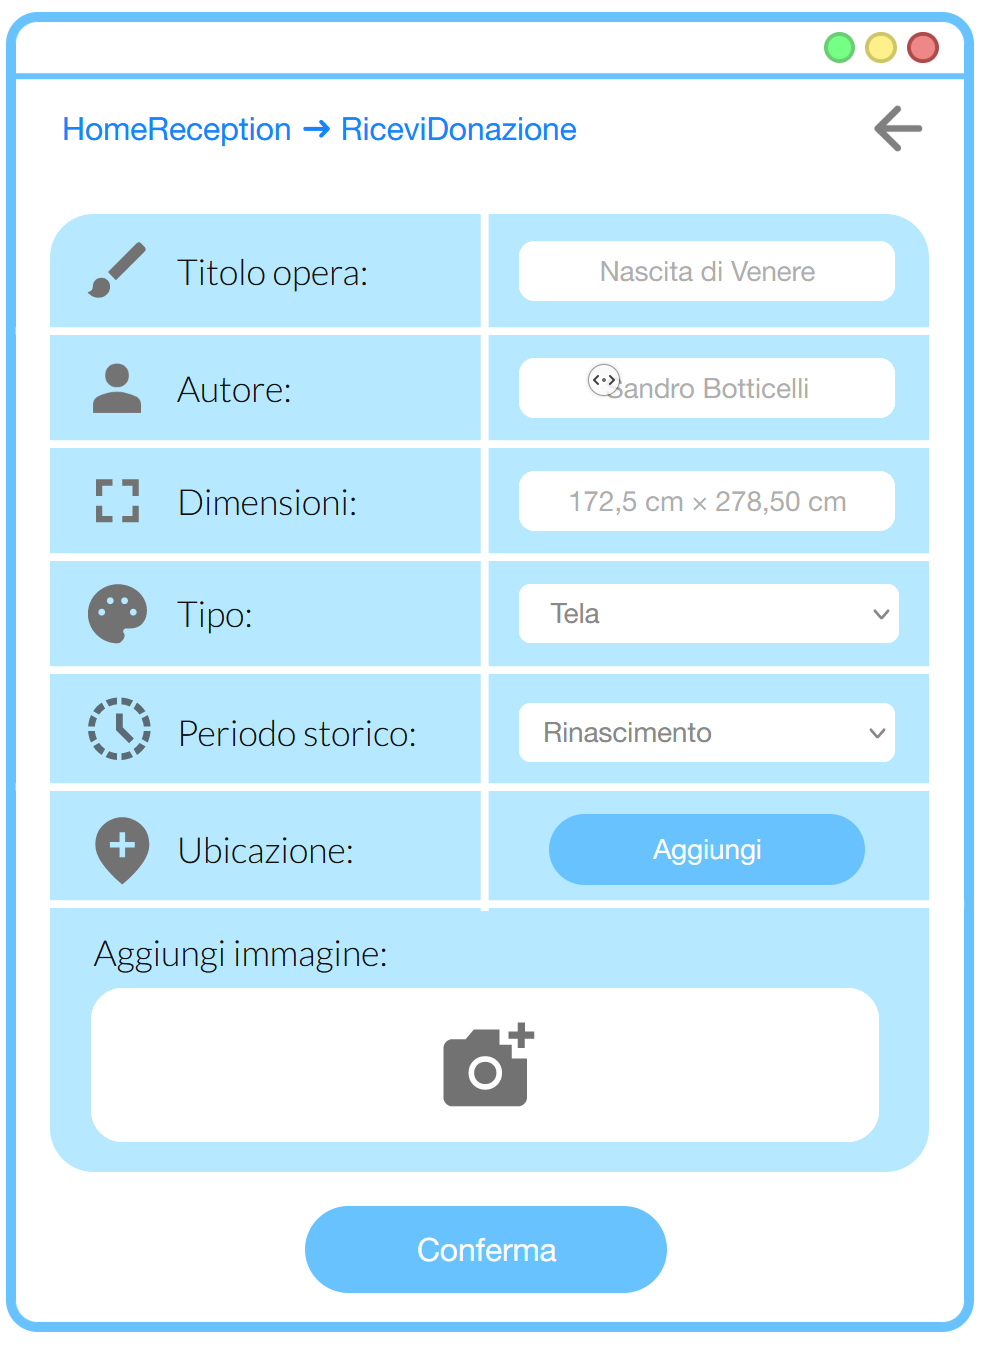 HomeReception → RiceviDonazione
Titolo opera: Nascita di Venere
Autore: Sandro Botticelli
Dimensioni: 172,5 cm × 278,50 cm
Tipo: Tela
Periodo storico: Rinascimento
Ubicazione: Aggiungi
Aggiungi immagine:
Conferma